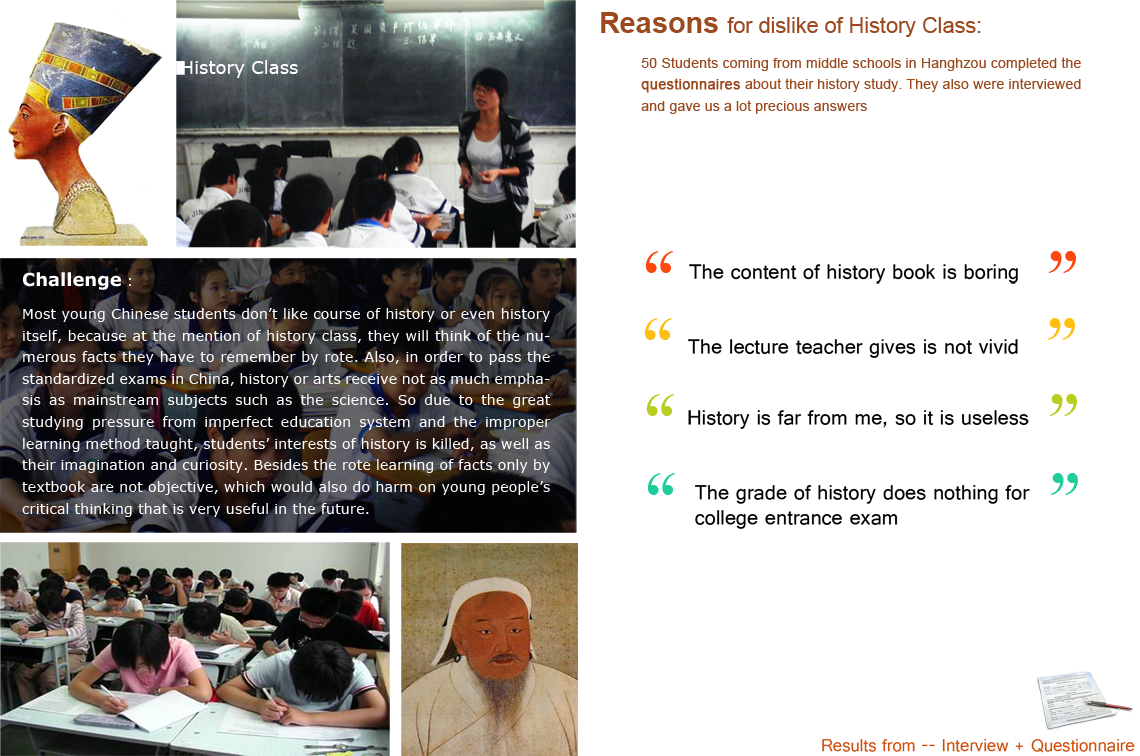 History Class
Challenge :
Most young Chinese students don’t like course of history or even history
itself, because at the mention of history class, they will think of the nu-
merous facts they have to remember by rote. Also, in order to pass the
standardized exams in China, history or arts receive not as much empha-
sis as mainstream subjects such as the science. So due to the great
studying pressure from imperfect education system and the improper
learning method taught, students’ interests of history is killed, as well as
their imagination and curiosity. Besides the rote learning of facts only by
textbook are not objective, which would also do harm on young people’s
critical thinking that is very useful in the future.
Reasons for dislike of History Class:
50 Students coming from middle schools in Hanghzou completed the
questionnaires about their history study. They also were interviewed
and gave us a lot precious answers
“ The content of history book is boring ”
“ The lecture teacher gives is not vivid ”
“ History is far from me, so it is useless ”
“ The grade of history does nothing for ”
college entrance exam
Results from -- Interview + Questionnaire